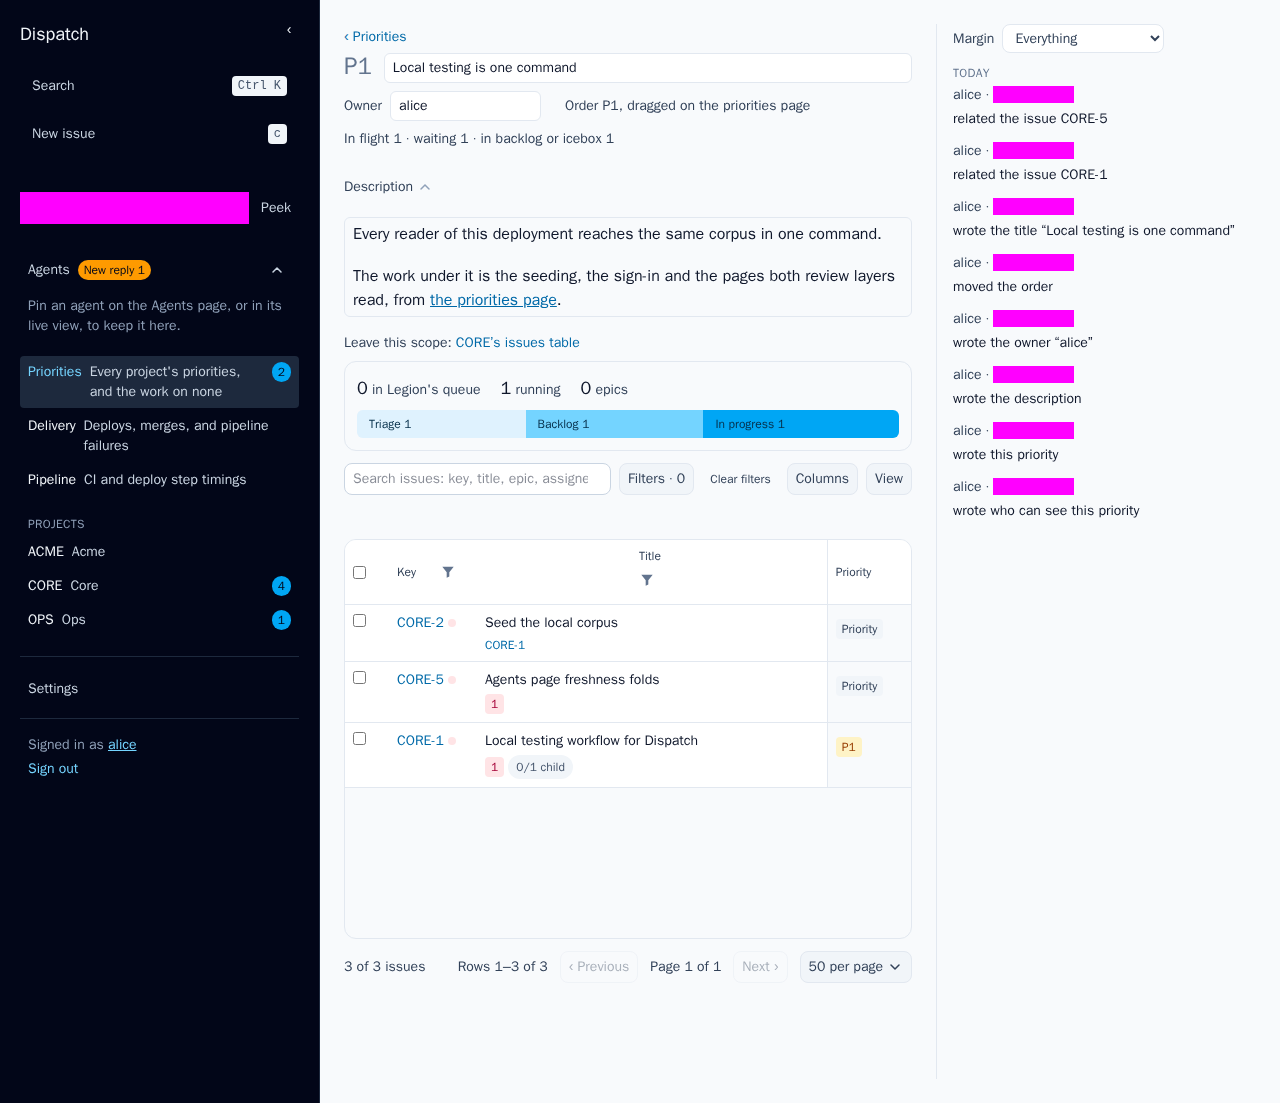 Dispatch
‹
Search
Ctrl K
New issue
C
Peek
Agents
New reply 1
Pin an agent on the Agents page, or in its
live view, to keep it here.
Priorities
Every project's priorities,
and the work on none
2
Delivery
Deploys, merges, and pipeline
failures
Pipeline
CI and deploy step timings
PROJECTS
ACME Acme
CORE Core
4
OPS Ops
1
Settings
Signed in as alice
Sign out
‹ Priorities
P1
Local testing is one command
Owner
alice
Order P1, dragged on the priorities page
In flight 1 · waiting 1 · in backlog or icebox 1
Description
Every reader of this deployment reaches the same corpus in one command.
The work under it is the seeding, the sign-in and the pages both review layers
read, from the priorities page.
Leave this scope: CORE's issues table
0 in Legion's queue
1 running
0 epics
Triage 1
Backlog 1
In progress 1
Search issues: key, title, epic, assigne
Filters · 0
Clear filters
Columns
View
Key
Title
Priority
CORE-2
Seed the local corpus
CORE-1
Priority
CORE-5
Agents page freshness folds
1
Priority
CORE-1
Local testing workflow for Dispatch
1
0/1 child
P1
3 of 3 issues
Rows 1–3 of 3
‹ Previous
Page 1 of 1
Next ›
50 per page
Margin
Everything
TODAY
alice ·
related the issue CORE-5
alice ·
related the issue CORE-1
alice ·
wrote the title “Local testing is one command”
alice ·
moved the order
alice ·
wrote the owner “alice”
alice ·
wrote the description
alice ·
wrote this priority
alice ·
wrote who can see this priority